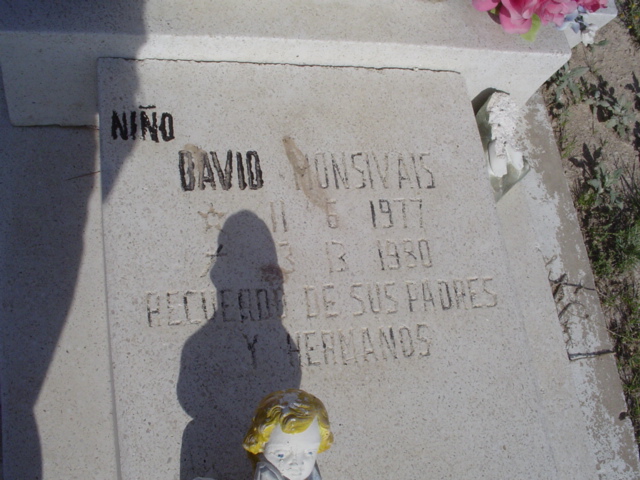 NIÑO
DAVID MONSIVAIS
11 6 1977
3 13 1980
RECUERDO DE SUS PADRES
Y HERMANOS